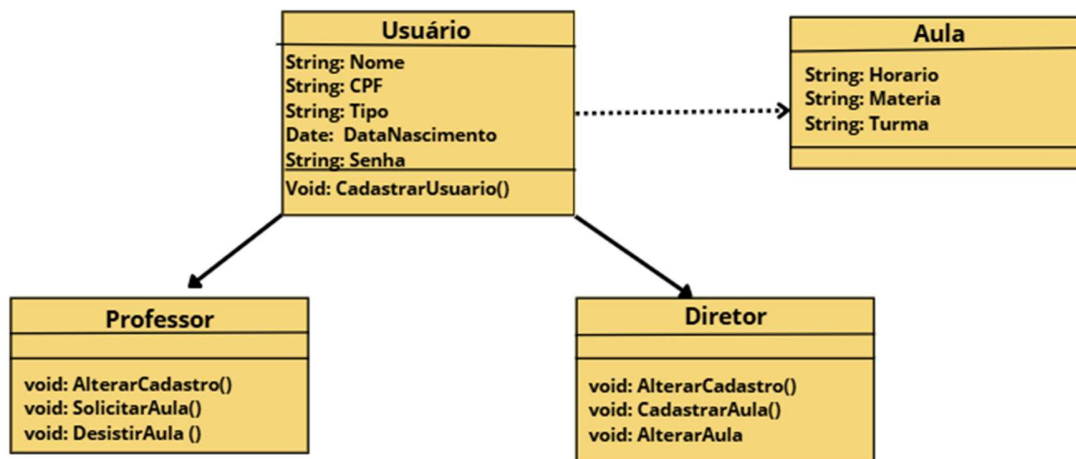 Usuário
String: Nome
String: CPF
String: Tipo
Date:  DataNascimento
String: Senha
Void: CadastrarUsuario()
Aula
String: Horario
String: Materia
String: Turma
Professor
void: AlterarCadastro()
void: SolicitarAula()
void: DesistirAula ()
Diretor
void: AlterarCadastro()
void: CadastrarAula()
void: AlterarAula